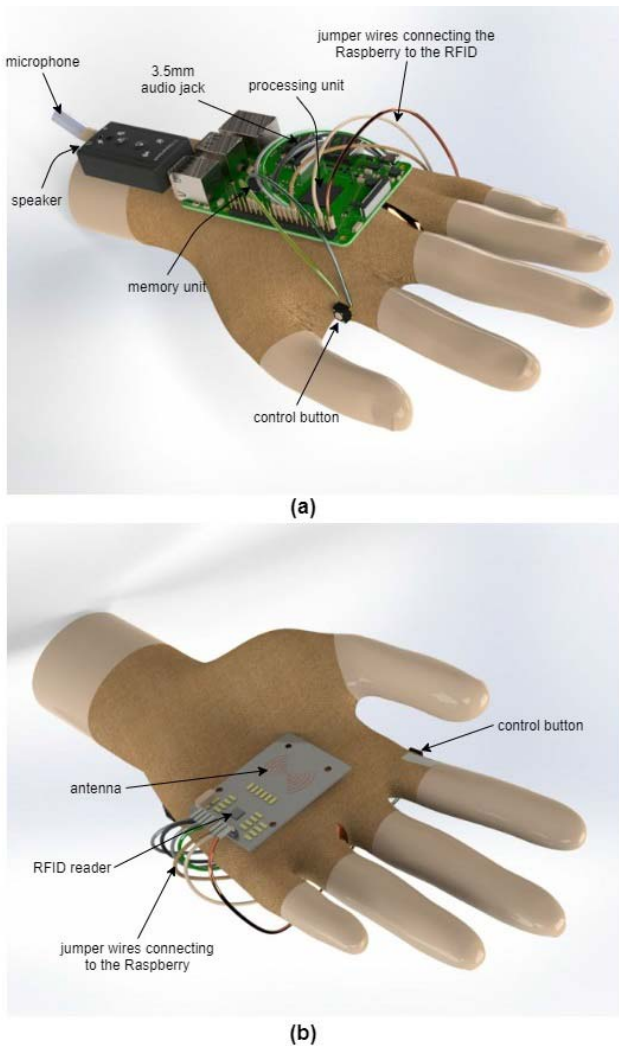 jumper wires connecting the
Raspberry to the RFID
microphone
3.5mm
audio jack
processing unit
speaker
memory unit
control button
(a)
control button
antenna
RFID reader
jumper wires connecting
to the Raspberry
(b)